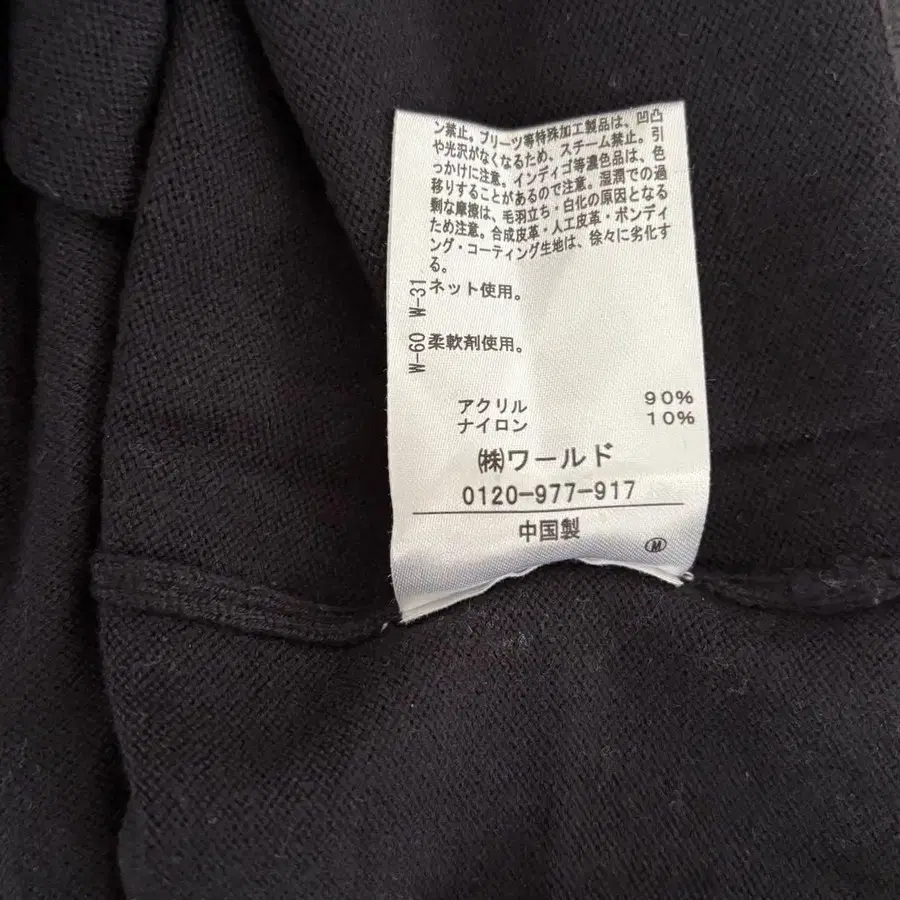 ン禁止。プリーツ等特殊加工製品は、凹凸
や光沢がなくなるため、スチーム禁止。引
っかけに注意。インディゴ等濃色品は、色
移りすることがあるので注意。湿潤での過
剰な摩擦は、毛羽立ち・白化の原因となる
ため注意。合成皮革・人工皮革・ボンディ
ング・コーティング生地は、徐々に劣化す
る。
W-31 ネット使用。
W-60 柔軟剤使用。
アクリル 90%
ナイロン 10%
㈱ワールド
0120-977-917
中国製
M